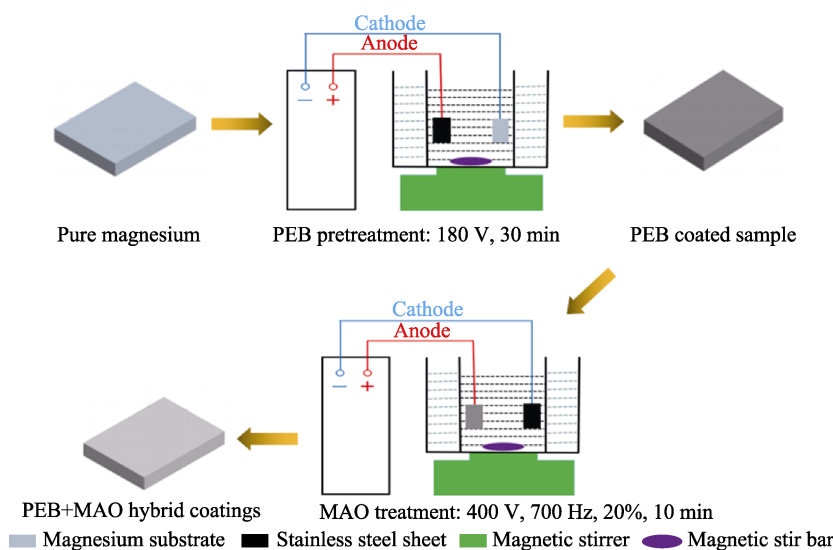 Cathode
Anode
− +
Pure magnesium
PEB pretreatment: 180 V, 30 min
PEB coated sample
Cathode
Anode
− +
PEB+MAO hybrid coatings
MAO treatment: 400 V, 700 Hz, 20%, 10 min
Magnesium substrate Stainless steel sheet Magnetic stirrer Magnetic stir bar